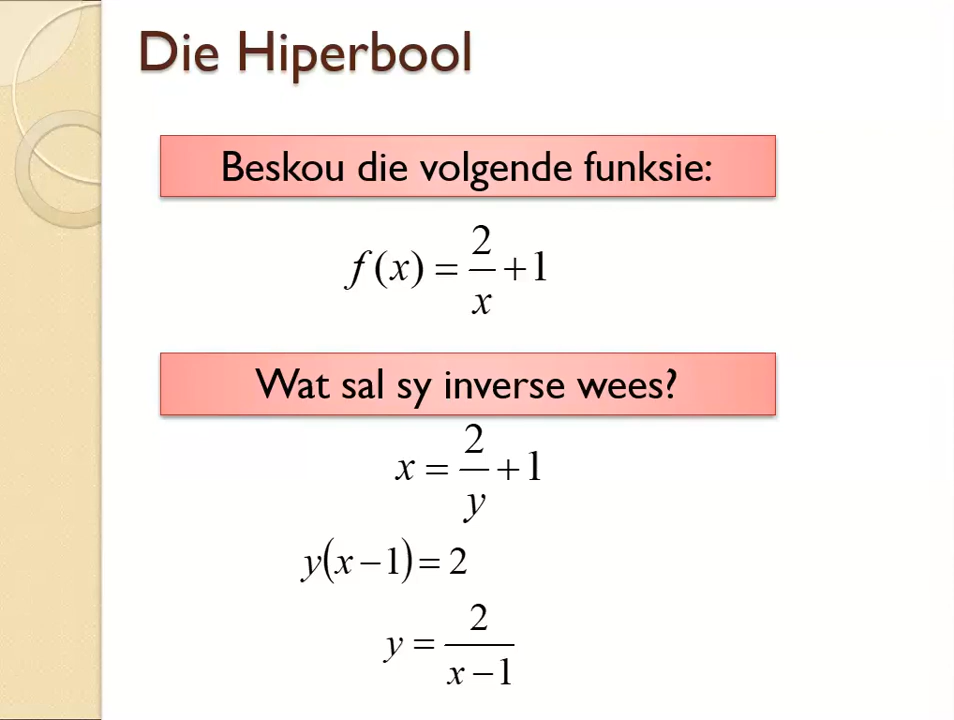 Die Hiperbool
Beskou die volgende funksie:
f(x) = 2/x + 1
Wat sal sy inverse wees?
x = 2/y + 1
y(x − 1) = 2
y = 2/(x − 1)